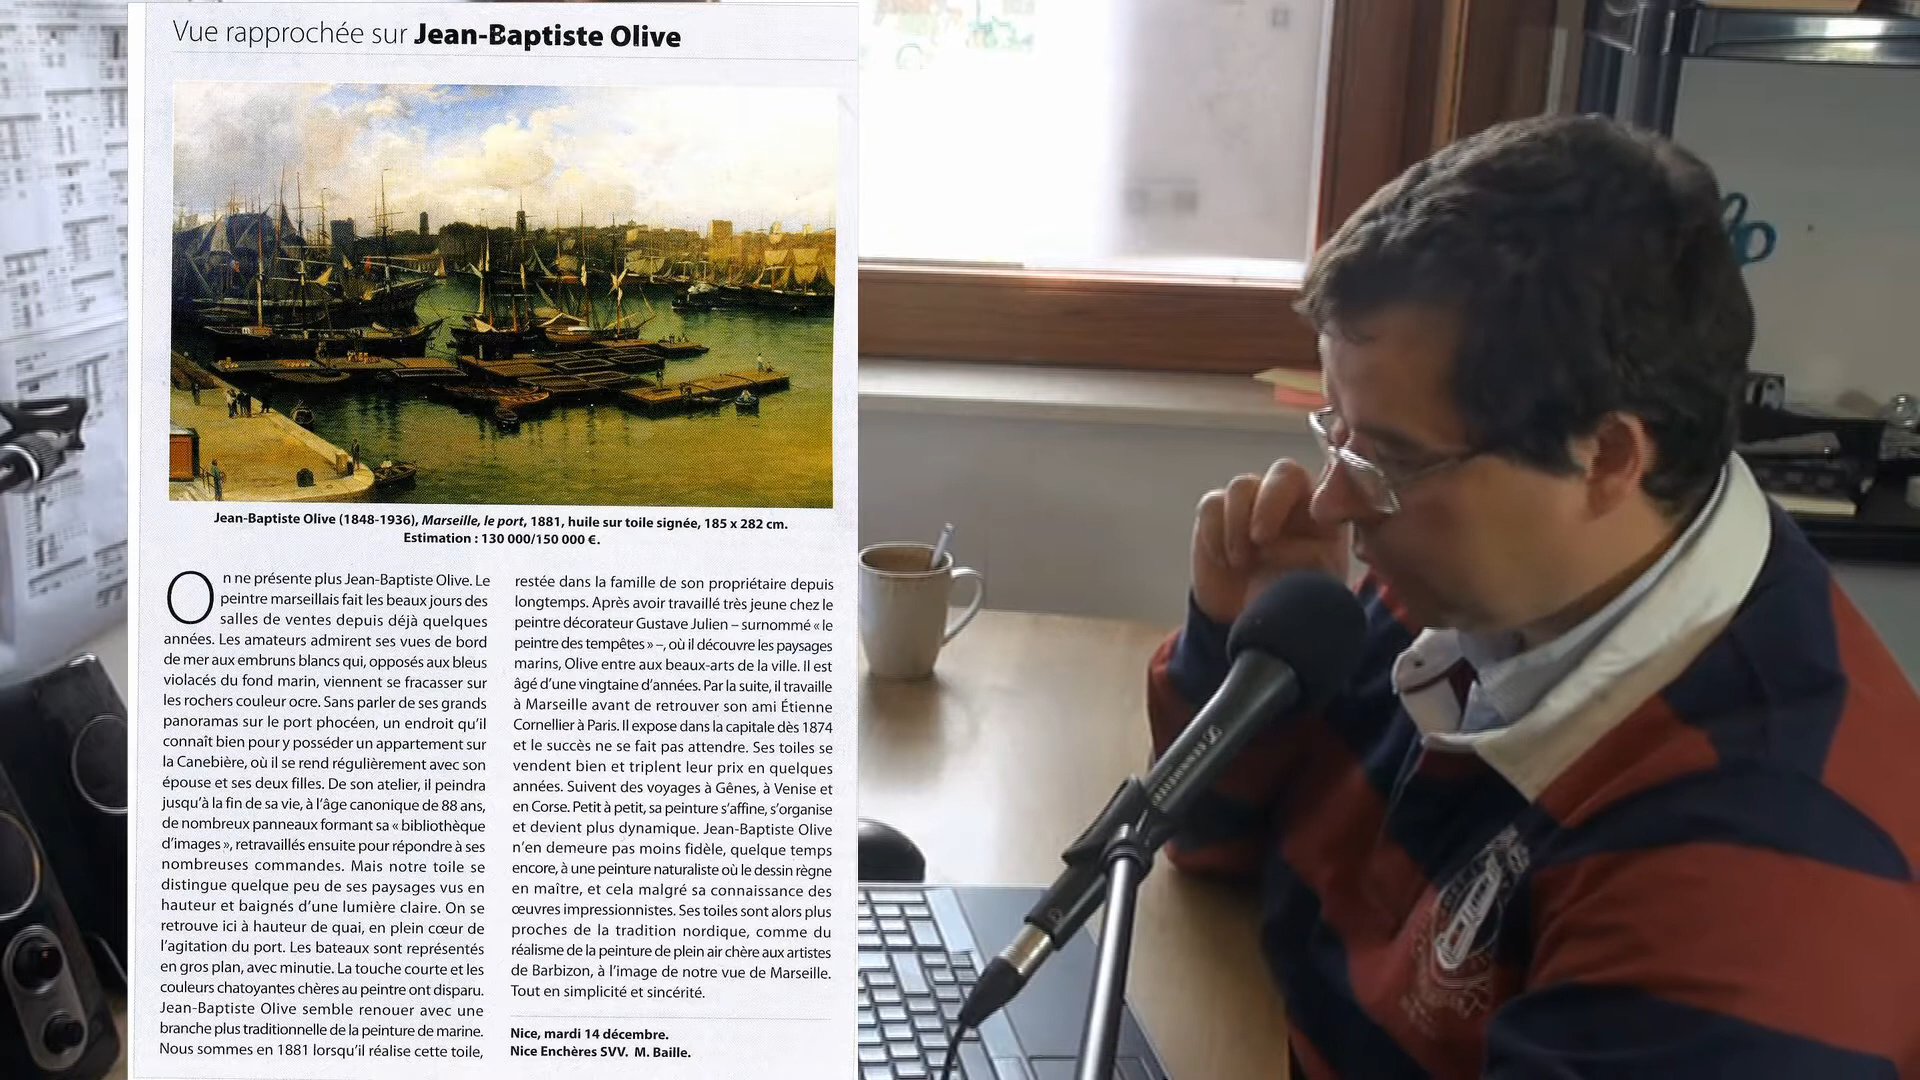 Vue rapprochée sur Jean-Baptiste Olive
Jean-Baptiste Olive (1848-1936), Marseille, le port, 1881, huile sur toile signée, 185 x 282 cm.
Estimation : 130 000/150 000 €.
On ne présente plus Jean-Baptiste Olive. Le
peintre marseillais fait les beaux jours des
salles de ventes depuis déjà quelques
années. Les amateurs admirent ses vues de bord
de mer aux embruns blancs qui, opposés aux bleus
violacés du fond marin, viennent se fracasser sur
les rochers couleur ocre. Sans parler de ses grands
panoramas sur le port phocéen, un endroit qu'il
connaît bien pour y posséder un appartement sur
la Canebière, où il se rend régulièrement avec son
épouse et ses deux filles. De son atelier, il peindra
jusqu'à la fin de sa vie, à l'âge canonique de 88 ans,
de nombreux panneaux formant sa « bibliothèque
d'images », retravaillés ensuite pour répondre à ses
nombreuses commandes. Mais notre toile se
distingue quelque peu de ses paysages vus en
hauteur et baignés d'une lumière claire. On se
retrouve ici à hauteur de quai, en plein cœur de
l'agitation du port. Les bateaux sont représentés
en gros plan, avec minutie. La touche courte et les
couleurs chatoyantes chères au peintre ont disparu.
Jean-Baptiste Olive semble renouer avec une
branche plus traditionnelle de la peinture de marine.
Nous sommes en 1881 lorsqu'il réalise cette toile,
restée dans la famille de son propriétaire depuis
longtemps. Après avoir travaillé très jeune chez le
peintre décorateur Gustave Julien – surnommé « le
peintre des tempêtes » –, où il découvre les paysages
marins, Olive entre aux beaux-arts de la ville. Il est
âgé d'une vingtaine d'années. Par la suite, il travaille
à Marseille avant de retrouver son ami Étienne
Cornellier à Paris. Il expose dans la capitale dès 1874
et le succès ne se fait pas attendre. Ses toiles se
vendent bien et triplent leur prix en quelques
années. Suivent des voyages à Gênes, à Venise et
en Corse. Petit à petit, sa peinture s'affine, s'organise
et devient plus dynamique. Jean-Baptiste Olive
n'en demeure pas moins fidèle, quelque temps
encore, à une peinture naturaliste où le dessin règne
en maître, et cela malgré sa connaissance des
œuvres impressionnistes. Ses toiles sont alors plus
proches de la tradition nordique, comme du
réalisme de la peinture de plein air chère aux artistes
de Barbizon, à l'image de notre vue de Marseille.
Tout en simplicité et sincérité.
Nice, mardi 14 décembre.
Nice Enchères SVV. M. Baille.
SENNHEISER